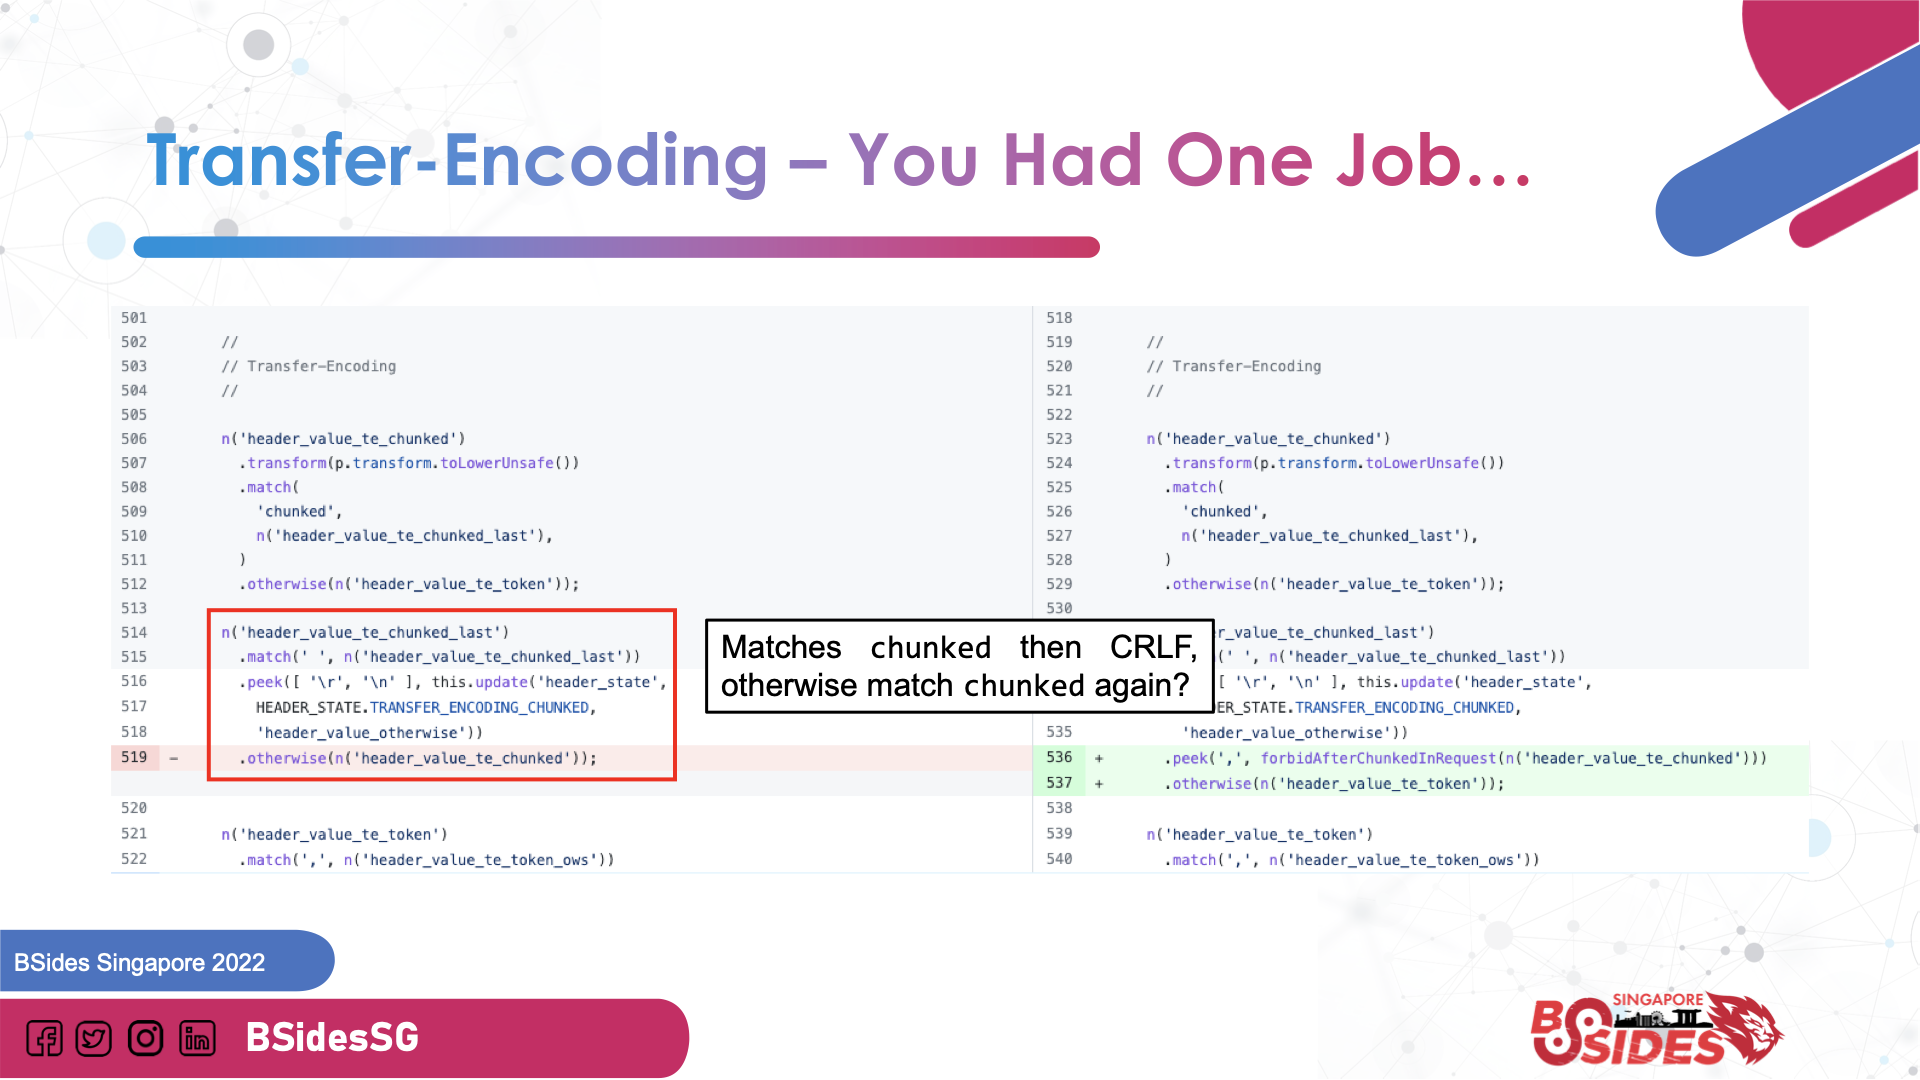 Transfer-Encoding – You Had One Job...
501
502 //
503 // Transfer-Encoding
504 //
505
506 n('header_value_te_chunked')
507 .transform(p.transform.toLowerUnsafe())
508 .match(
509 'chunked',
510 n('header_value_te_chunked_last'),
511 )
512 .otherwise(n('header_value_te_token'));
513
514 n('header_value_te_chunked_last')
515 .match(' ', n('header_value_te_chunked_last'))
516 .peek([ '\r', '\n' ], this.update('header_state',
517 HEADER_STATE.TRANSFER_ENCODING_CHUNKED,
518 'header_value_otherwise'))
519 - .otherwise(n('header_value_te_chunked'));
520
521 n('header_value_te_token')
522 .match(',', n('header_value_te_token_ows'))
Matches chunked then CRLF,
otherwise match chunked again?
518
519 //
520 // Transfer-Encoding
521 //
522
523 n('header_value_te_chunked')
524 .transform(p.transform.toLowerUnsafe())
525 .match(
526 'chunked',
527 n('header_value_te_chunked_last'),
528 )
529 .otherwise(n('header_value_te_token'));
530
r_value_te_chunked_last')
(' ', n('header_value_te_chunked_last'))
[ '\r', '\n' ], this.update('header_state',
ER_STATE.TRANSFER_ENCODING_CHUNKED,
535 'header_value_otherwise'))
536 + .peek(',', forbidAfterChunkedInRequest(n('header_value_te_chunked')))
537 + .otherwise(n('header_value_te_token'));
538
539 n('header_value_te_token')
540 .match(',', n('header_value_te_token_ows'))
BSides Singapore 2022
BSidesSG
SINGAPORE
BSIDES